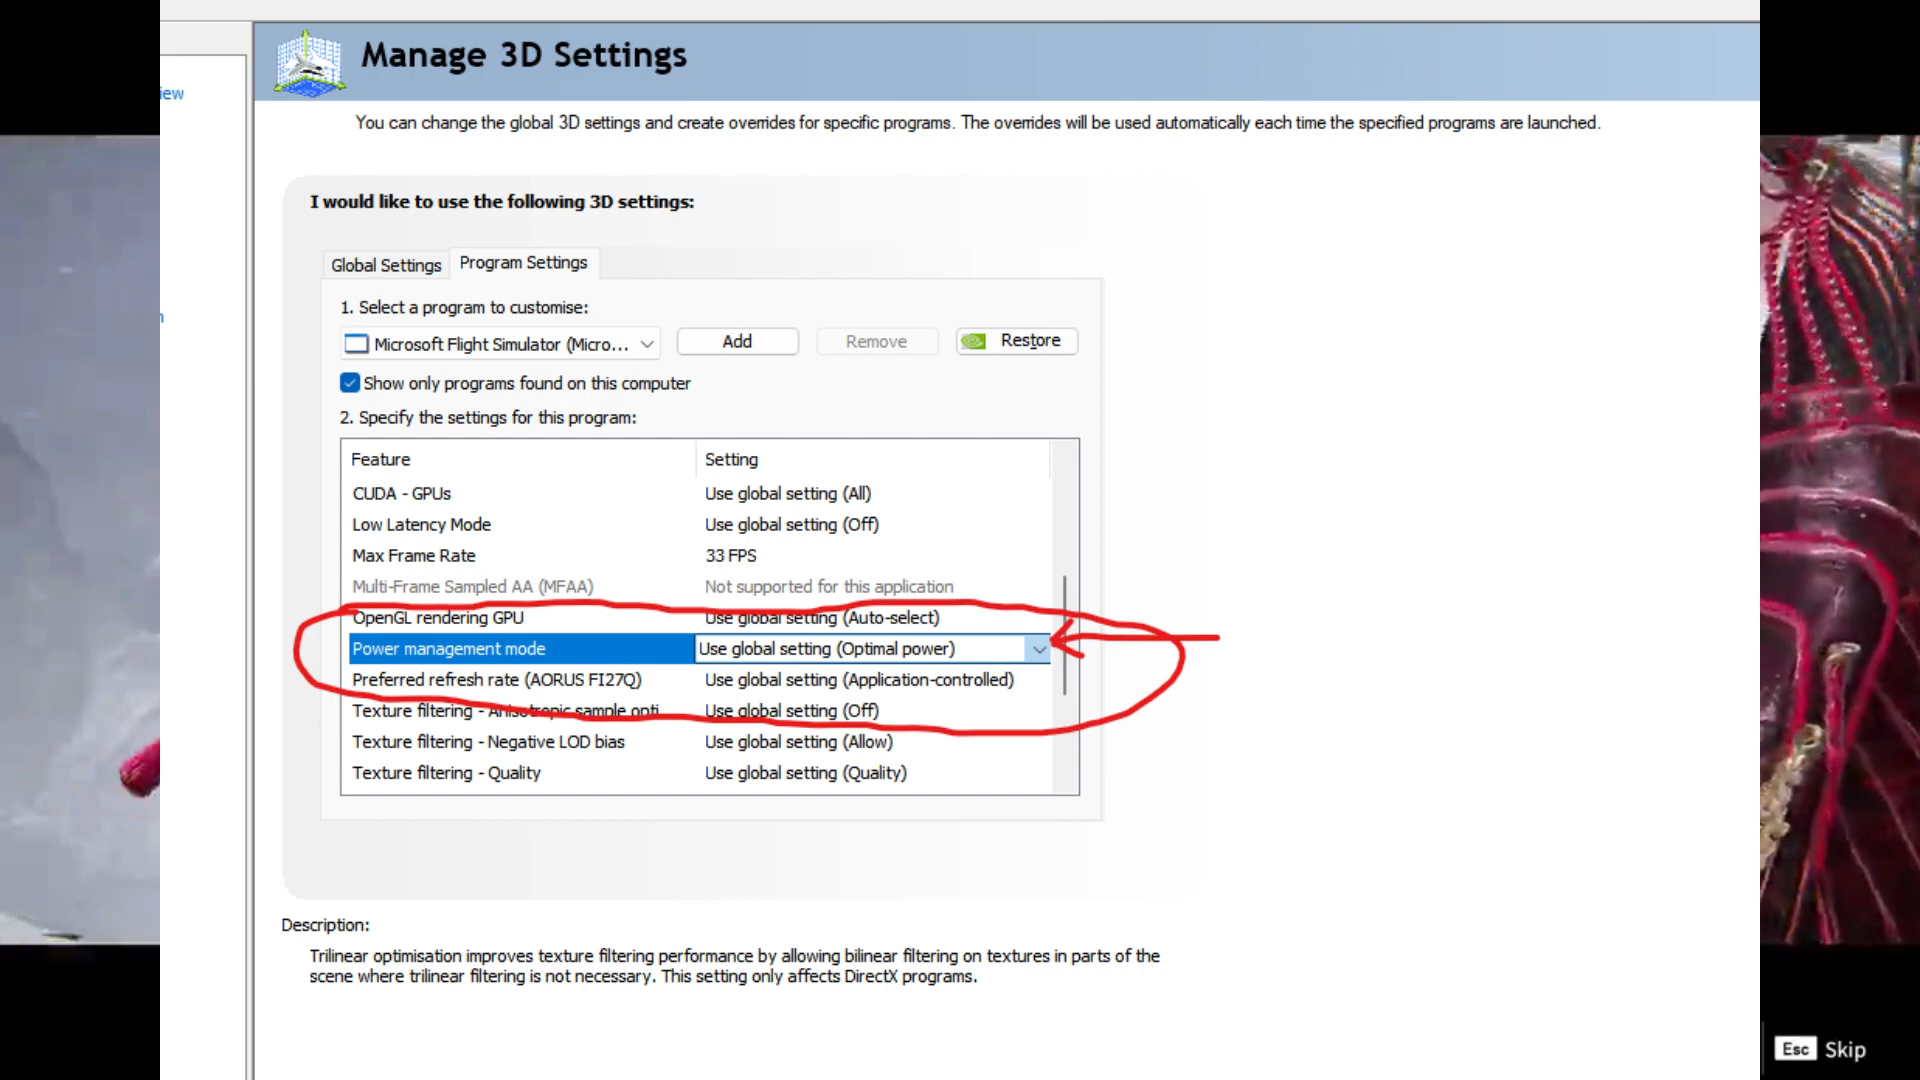 iew
Manage 3D Settings
You can change the global 3D settings and create overrides for specific programs. The overrides will be used automatically each time the specified programs are launched.
I would like to use the following 3D settings:
Global Settings
Program Settings
1. Select a program to customise:
Microsoft Flight Simulator (Micro...
Add
Remove
Restore
Show only programs found on this computer
2. Specify the settings for this program:
Feature Setting
CUDA - GPUs Use global setting (All)
Low Latency Mode Use global setting (Off)
Max Frame Rate 33 FPS
Multi-Frame Sampled AA (MFAA) Not supported for this application
OpenGL rendering GPU Use global setting (Auto-select)
Power management mode Use global setting (Optimal power)
Preferred refresh rate (AORUS FI27Q) Use global setting (Application-controlled)
Texture filtering - Anisotropic sample opti Use global setting (Off)
Texture filtering - Negative LOD bias Use global setting (Allow)
Texture filtering - Quality Use global setting (Quality)
Description:
Trilinear optimisation improves texture filtering performance by allowing bilinear filtering on textures in parts of the
scene where trilinear filtering is not necessary. This setting only affects DirectX programs.
Esc Skip